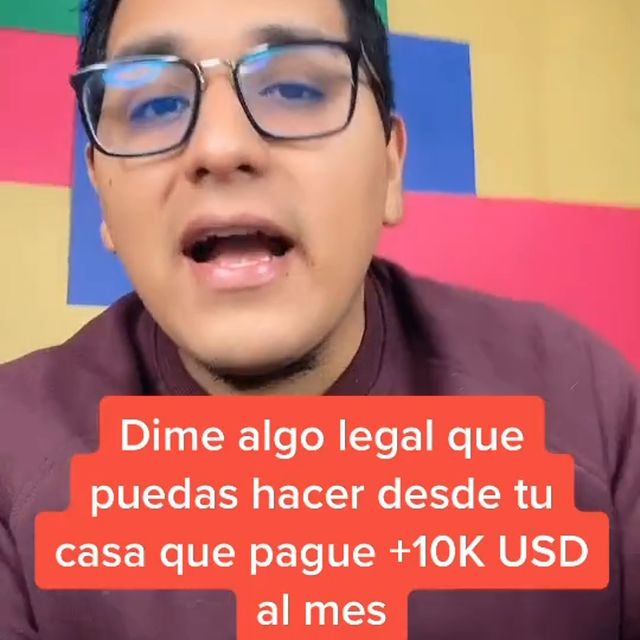 Dime algo legal que
puedas hacer desde tu
casa que pague +10K USD
al mes